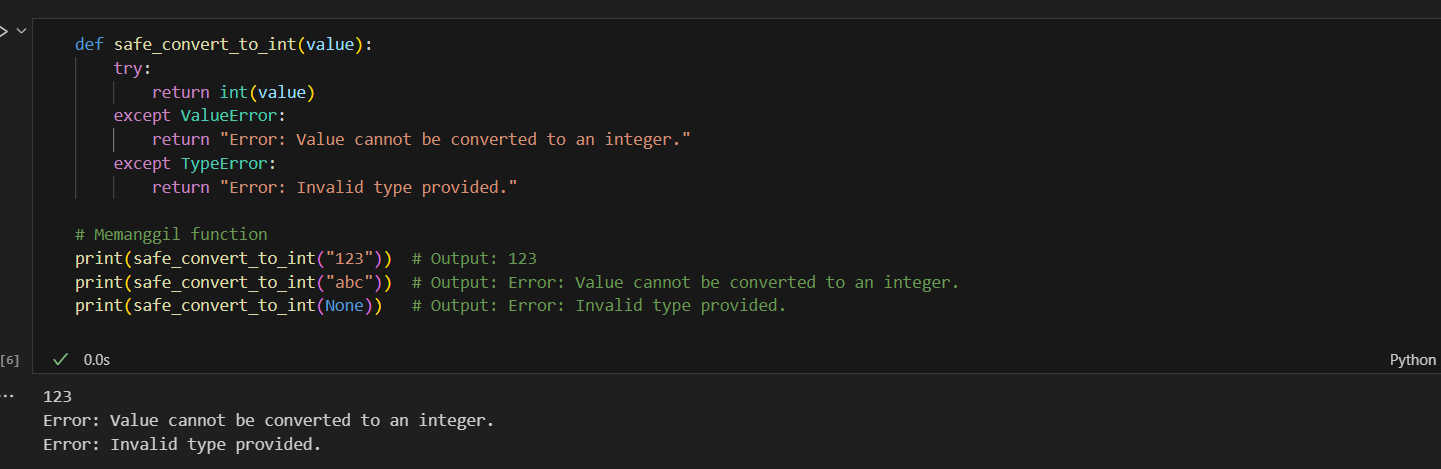 def safe_convert_to_int(value):
    try:
        return int(value)
    except ValueError:
        return "Error: Value cannot be converted to an integer."
    except TypeError:
        return "Error: Invalid type provided."

# Memanggil function
print(safe_convert_to_int("123"))  # Output: 123
print(safe_convert_to_int("abc"))  # Output: Error: Value cannot be converted to an integer.
print(safe_convert_to_int(None))   # Output: Error: Invalid type provided.
[6] 0.0s Python
... 123
Error: Value cannot be converted to an integer.
Error: Invalid type provided.